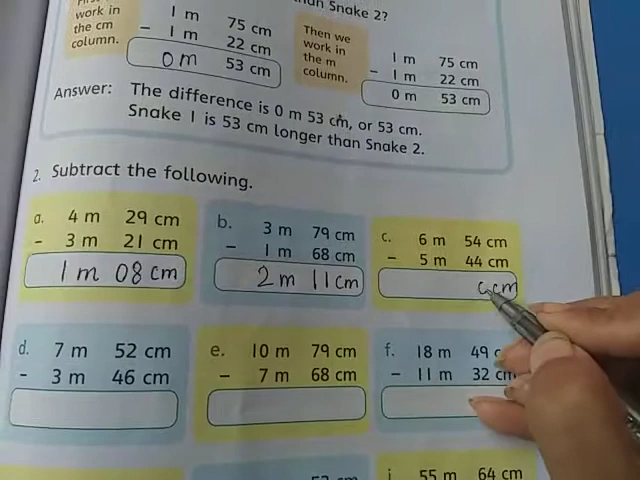 work in
the cm
column.
1 m 75 cm
- 1 m 22 cm
0 m 53 cm
Snake 2?
Then we
work in
the m
column.
1 m 75 cm
- 1 m 22 cm
0 m 53 cm
Answer: The difference is 0 m 53 cm, or 53 cm.
Snake 1 is 53 cm longer than Snake 2.
2. Subtract the following.
a. 4 m 29 cm
- 3 m 21 cm
1 m 08 cm
b. 3 m 79 cm
- 1 m 68 cm
2 m 11 cm
c. 6 m 54 cm
- 5 m 44 cm
cm
d. 7 m 52 cm
- 3 m 46 cm
e. 10 m 79 cm
- 7 m 68 cm
f. 18 m 49 c
- 11 m 32 cm
i 55 m 64 cm